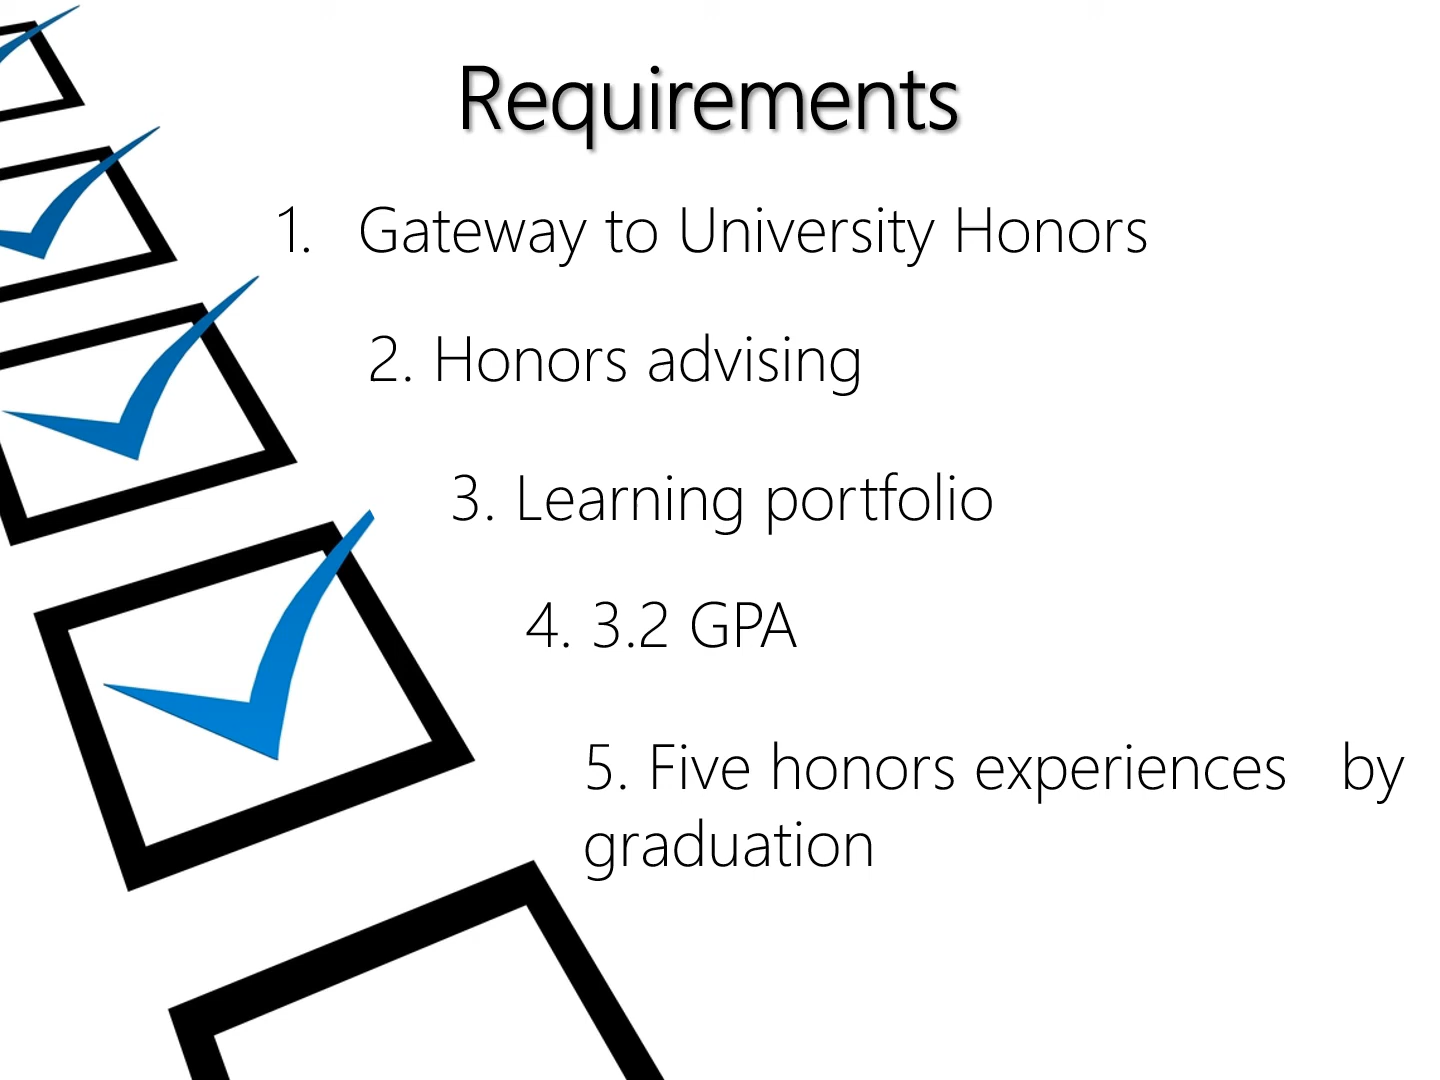 Requirements
1. Gateway to University Honors
2. Honors advising
3. Learning portfolio
4. 3.2 GPA
5. Five honors experiences by
graduation